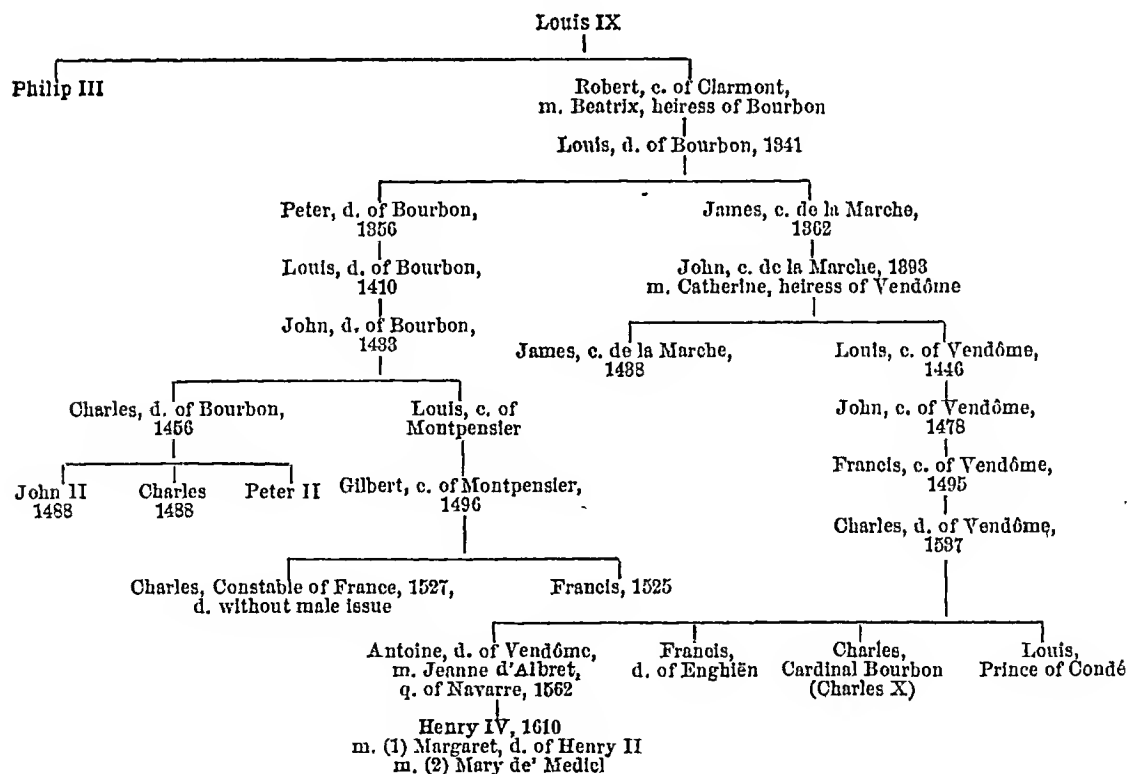 Louis IX
Philip III
Robert, c. of Clarmont,
m. Beatrix, heiress of Bourbon
Louis, d. of Bourbon, 1341
Peter, d. of Bourbon,
1356
James, c. de la Marche,
1362
Louis, d. of Bourbon,
1410
John, c. de la Marche, 1393
m. Catherine, heiress of Vendôme
John, d. of Bourbon,
1433
James, c. de la Marche,
1438
Louis, c. of Vendôme,
1446
Charles, d. of Bourbon,
1456
Louis, c. of
Montpensier
John, c. of Vendôme,
1478
John II
1488
Charles
1488
Peter II
Gilbert, c. of Montpensier,
1496
Francis, c. of Vendôme,
1495
Charles, d. of Vendôme,
1537
Charles, Constable of France, 1527,
d. without male issue
Francis, 1525
Antoine, d. of Vendôme,
m. Jeanne d'Albret,
q. of Navarre, 1562
Francis,
d. of Enghiën
Charles,
Cardinal Bourbon
(Charles X)
Louis,
Prince of Condé
Henry IV, 1610
m. (1) Margaret, d. of Henry II
m. (2) Mary de' Medici